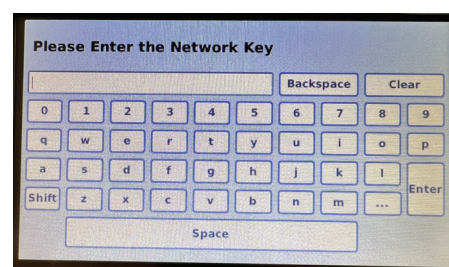 Please Enter the Network Key
Backspace Clear
0 1 2 3 4 5 6 7 8 9
q w e r t y u i o p
a s d f g h j k l Enter
Shift z x c v b n m ...
Space